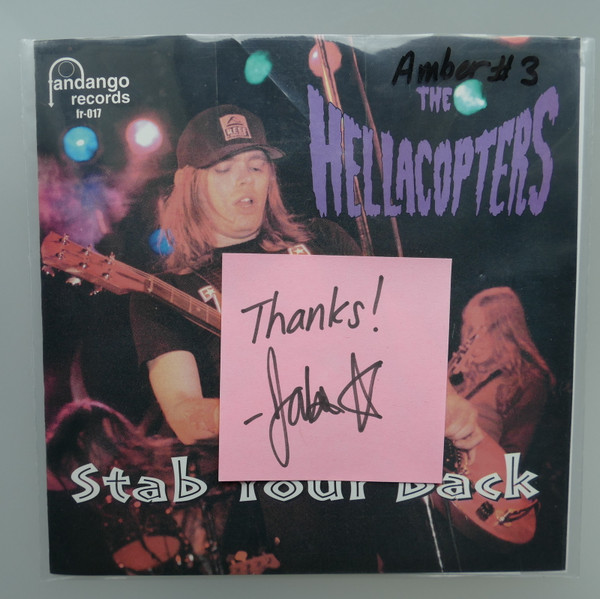 fandango
records
fr-017
Amber #3
THE
HELLACOPTERS
Thanks!
Stab Your Back